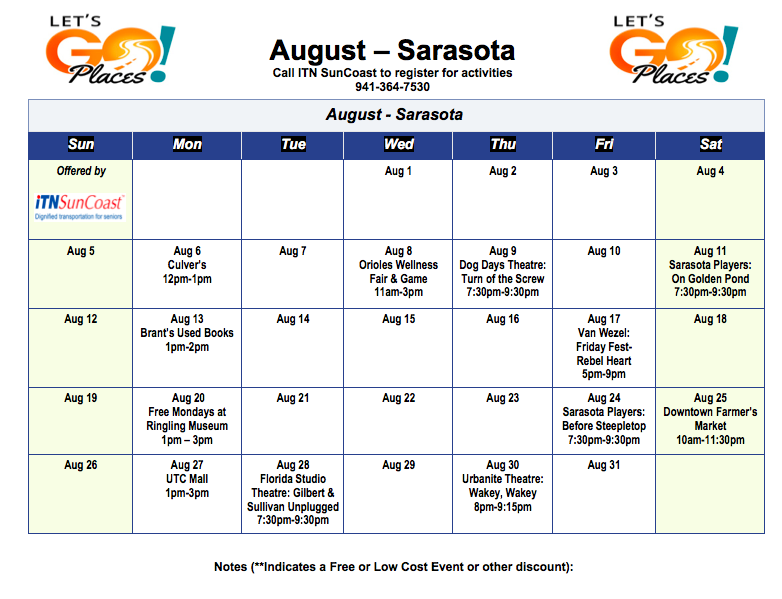 LET'S
GO!
Places
August – Sarasota
Call ITN SunCoast to register for activities
941-364-7530
LET'S
GO!
Places
August - Sarasota
Sun Mon Tue Wed Thu Fri Sat
Offered by
iTNSunCoast™
Dignified transportation for seniors
Aug 1
Aug 2
Aug 3
Aug 4
Aug 5
Aug 6
Culver's
12pm-1pm
Aug 7
Aug 8
Orioles Wellness
Fair & Game
11am-3pm
Aug 9
Dog Days Theatre:
Turn of the Screw
7:30pm-9:30pm
Aug 10
Aug 11
Sarasota Players:
On Golden Pond
7:30pm-9:30pm
Aug 12
Aug 13
Brant's Used Books
1pm-2pm
Aug 14
Aug 15
Aug 16
Aug 17
Van Wezel:
Friday Fest-
Rebel Heart
5pm-9pm
Aug 18
Aug 19
Aug 20
Free Mondays at
Ringling Museum
1pm – 3pm
Aug 21
Aug 22
Aug 23
Aug 24
Sarasota Players:
Before Steepletop
7:30pm-9:30pm
Aug 25
Downtown Farmer's
Market
10am-11:30pm
Aug 26
Aug 27
UTC Mall
1pm-3pm
Aug 28
Florida Studio
Theatre: Gilbert &
Sullivan Unplugged
7:30pm-9:30pm
Aug 29
Aug 30
Urbanite Theatre:
Wakey, Wakey
8pm-9:15pm
Aug 31
Notes (**Indicates a Free or Low Cost Event or other discount):